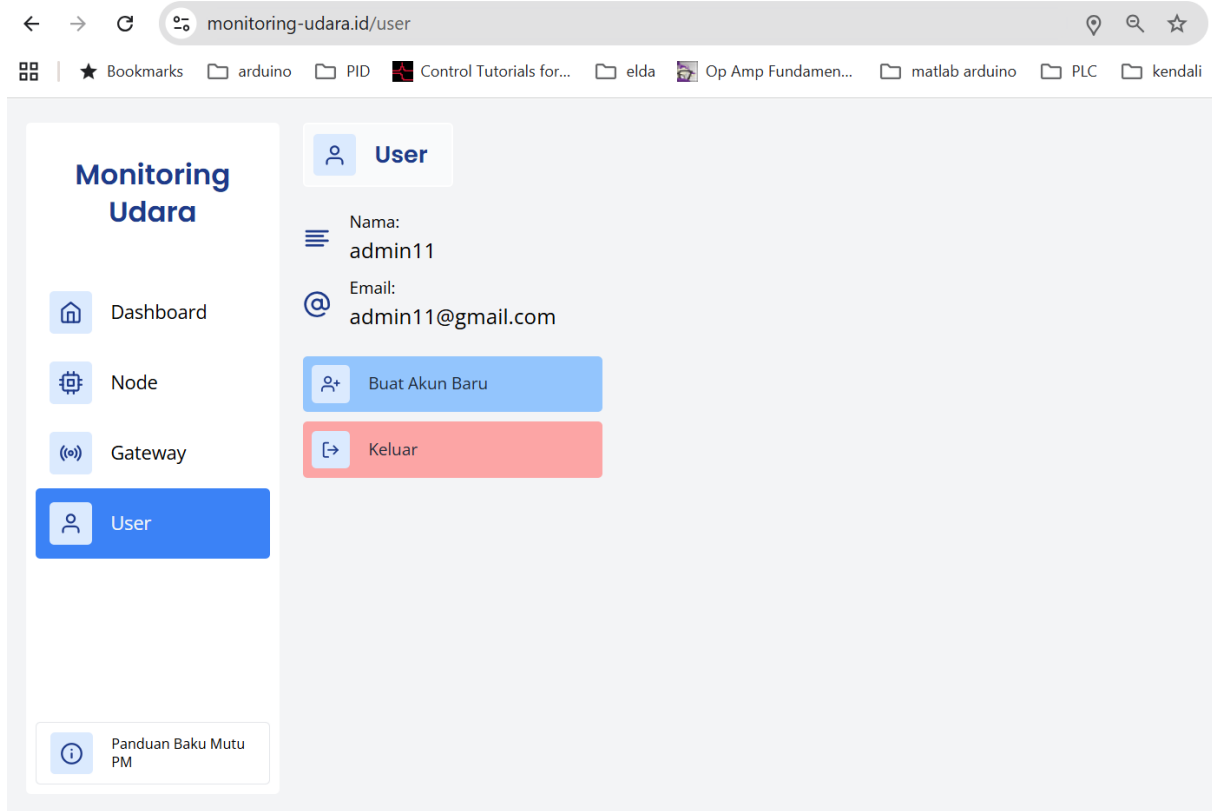 monitoring-udara.id/user
Bookmarks arduino PID Control Tutorials for... elda Op Amp Fundamen... matlab arduino PLC kendali
Monitoring
Udara
Dashboard
Node
Gateway
User
Panduan Baku Mutu
PM
User
Nama:
admin11
Email:
admin11@gmail.com
Buat Akun Baru
Keluar